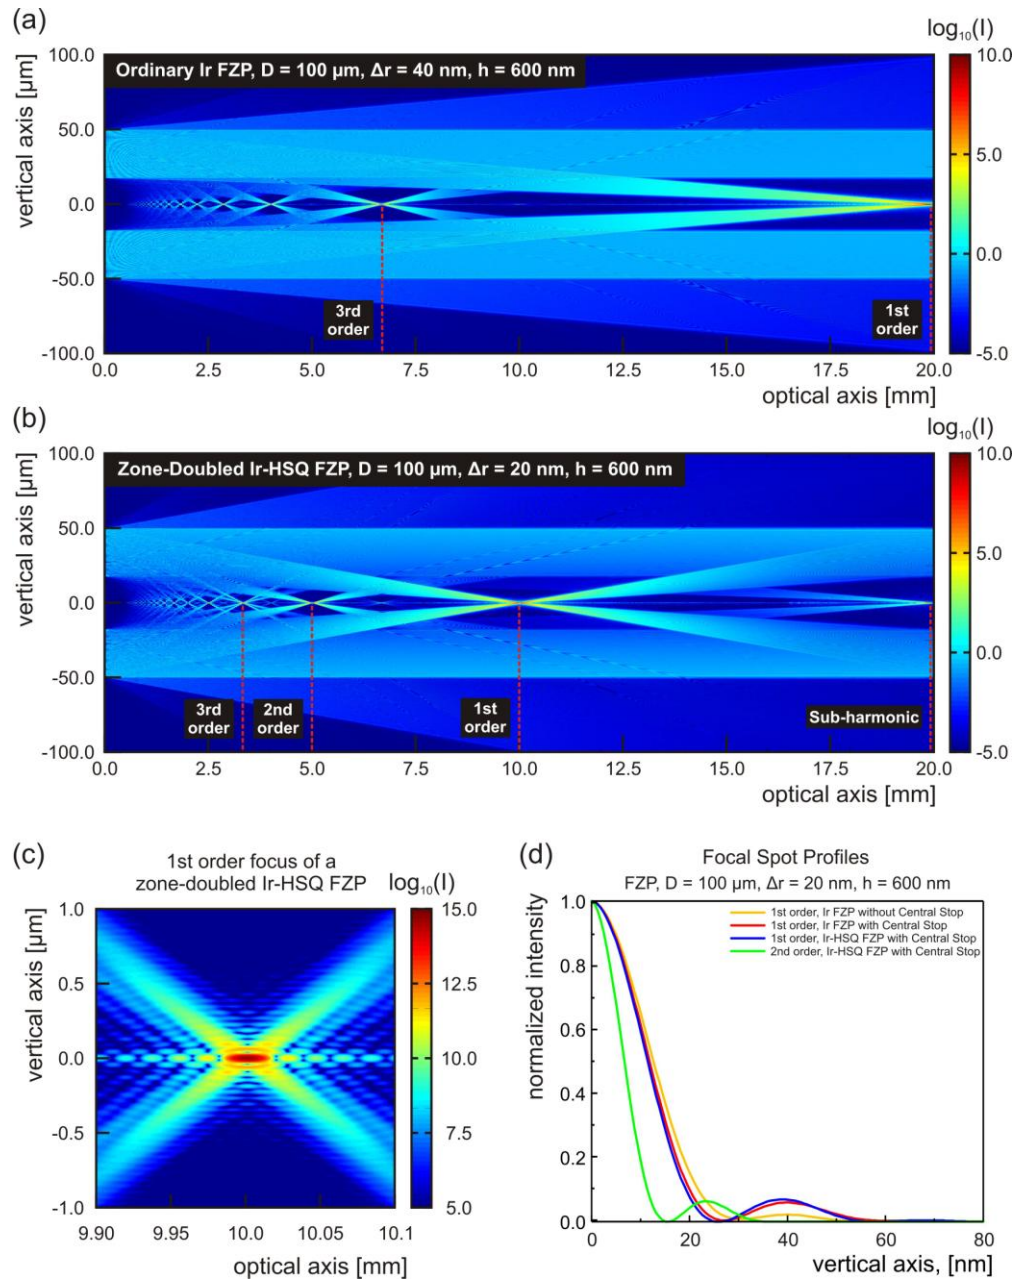 (a)
log₁₀(I)
Ordinary Ir FZP, D = 100 µm, Δr = 40 nm, h = 600 nm
vertical axis [µm]
100.0
50.0
0.0
-50.0
-100.0
3rd
order
1st
order
10.0
5.0
0.0
-5.0
0.0 2.5 5.0 7.5 10.0 12.5 15.0 17.5 20.0
optical axis [mm]
(b)
log₁₀(I)
Zone-Doubled Ir-HSQ FZP, D = 100 µm, Δr = 20 nm, h = 600 nm
vertical axis [µm]
100.0
50.0
0.0
-50.0
-100.0
3rd
order
2nd
order
1st
order
Sub-harmonic
10.0
5.0
0.0
-5.0
0.0 2.5 5.0 7.5 10.0 12.5 15.0 17.5 20.0
optical axis [mm]
(c)
1st order focus of a
zone-doubled Ir-HSQ FZP
log₁₀(I)
vertical axis [µm]
1.0
0.5
0.0
-0.5
-1.0
15.0
12.5
10.0
7.5
5.0
9.90 9.95 10.0 10.05 10.1
optical axis [mm]
(d)
Focal Spot Profiles
FZP, D = 100 µm, Δr = 20 nm, h = 600 nm
1st order, Ir FZP without Central Stop
1st order, Ir FZP with Central Stop
1st order, Ir-HSQ FZP with Central Stop
2nd order, Ir-HSQ FZP with Central Stop
normalized intensity
1.0
0.8
0.6
0.4
0.2
0.0
0 20 40 60 80
vertical axis, [nm]